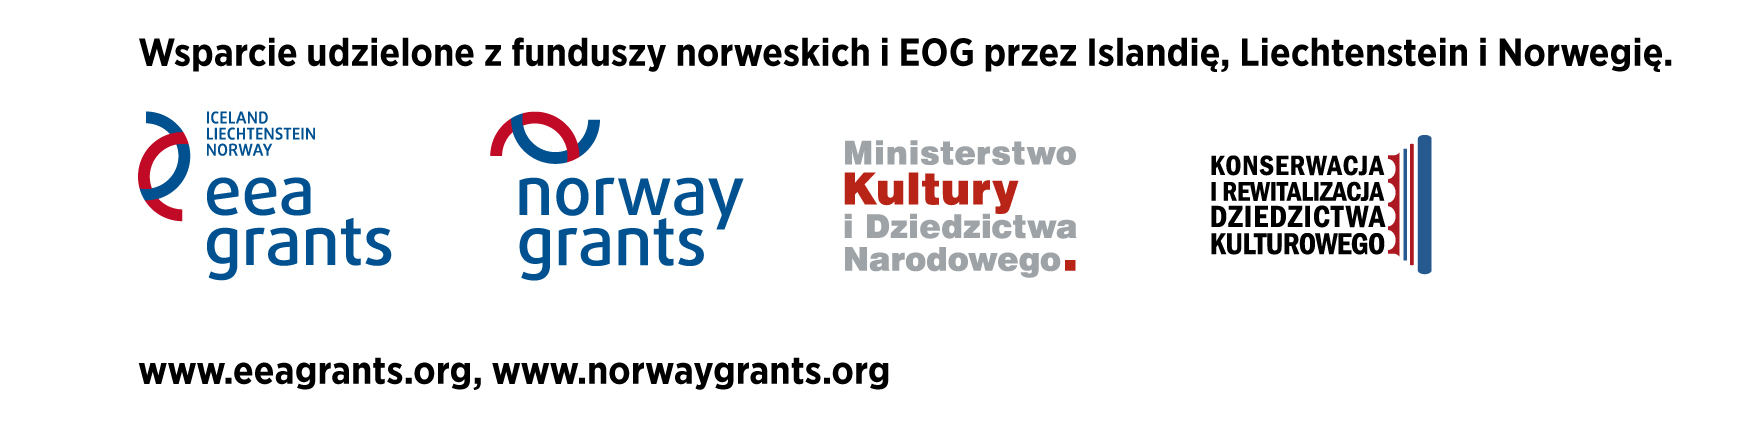 Wsparcie udzielone z funduszy norweskich i EOG przez Islandię, Liechtenstein i Norwegię.
ICELAND
LIECHTENSTEIN
NORWAY
eea
grants
norway
grants
Ministerstwo
Kultury
i Dziedzictwa
Narodowego.
KONSERWACJA
I REWITALIZACJA
DZIEDZICTWA
KULTUROWEGO
www.eeagrants.org, www.norwaygrants.org